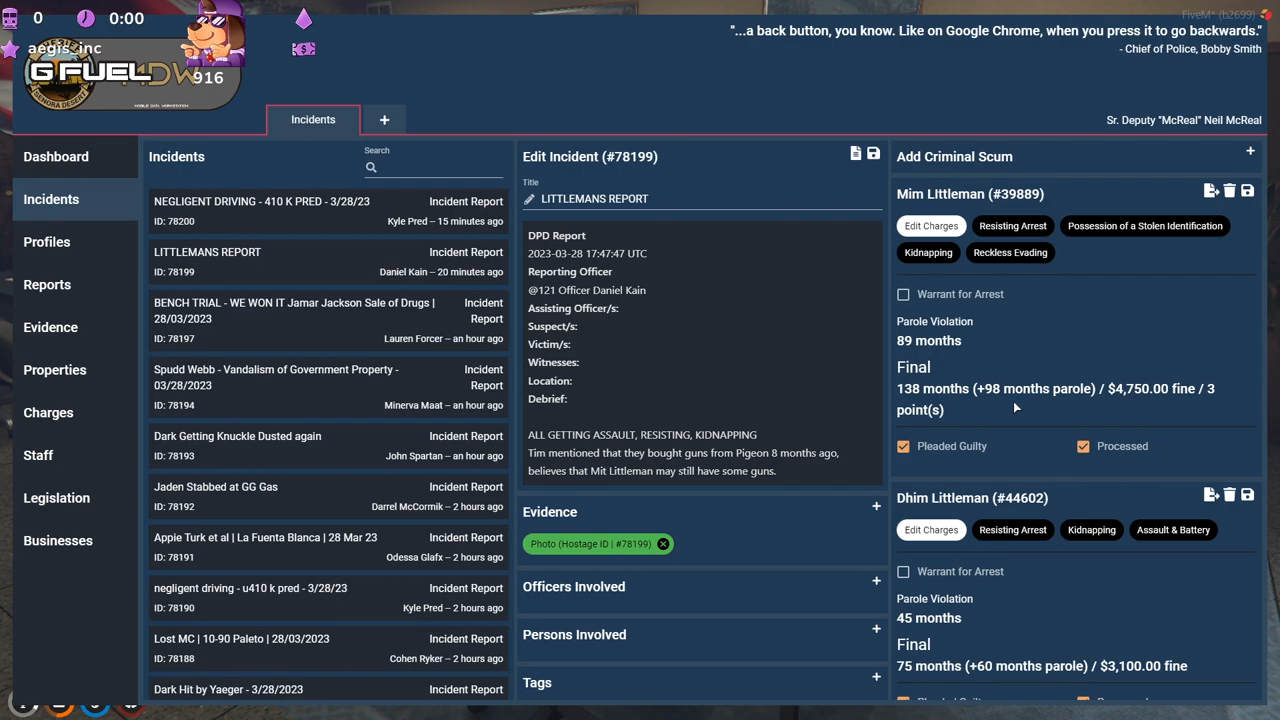 0
0:00
FiveM* (b2699)
"...a back button, you know. Like on Google Chrome, when you press it to go backwards."
aegis_inc
- Chief of Police, Bobby Smith
G FUEL
MDW
916
SENORA DESERT
MOBILE DATA WORKSTATION
Incidents
+
Sr. Deputy "McReal" Neil McReal
Dashboard
Incidents
Profiles
Reports
Evidence
Properties
Charges
Staff
Legislation
Businesses
Incidents
Search
NEGLIGENT DRIVING - 410 K PRED - 3/28/23
Incident Report
ID: 78200
Kyle Pred -- 15 minutes ago
LITTLEMANS REPORT
Incident Report
ID: 78199
Daniel Kain -- 20 minutes ago
BENCH TRIAL - WE WON IT Jamar Jackson Sale of Drugs |
28/03/2023
Incident
Report
ID: 78197
Lauren Forcer -- an hour ago
Spudd Webb - Vandalism of Government Property -
03/28/2023
Incident
Report
ID: 78194
Minerva Maat -- an hour ago
Dark Getting Knuckle Dusted again
Incident Report
ID: 78193
John Spartan -- an hour ago
Jaden Stabbed at GG Gas
Incident Report
ID: 78192
Darrel McCormik -- 2 hours ago
Appie Turk et al | La Fuenta Blanca | 28 Mar 23
Incident Report
ID: 78191
Odessa Glafx -- 2 hours ago
negligent driving - u410 k pred - 3/28/23
Incident Report
ID: 78190
Kyle Pred -- 2 hours ago
Lost MC | 10-90 Paleto | 28/03/2023
Incident Report
ID: 78188
Cohen Ryker -- 2 hours ago
Dark Hit by Yaeger - 3/28/2023
Incident Report
Edit Incident (#78199)
Title
LITTLEMANS REPORT
DPD Report
2023-03-28 17:47:47 UTC
Reporting Officer
@121 Officer Daniel Kain
Assisting Officer/s:
Suspect/s:
Victim/s:
Witnesses:
Location:
Debrief:
ALL GETTING ASSAULT, RESISTING, KIDNAPPING
Tim mentioned that they bought guns from Pigeon 8 months ago,
believes that Mit Littleman may still have some guns.
Evidence
+
Photo (Hostage ID | #78199)
Officers Involved
+
Persons Involved
+
Tags
+
Add Criminal Scum
+
Mim LIttleman (#39889)
Edit Charges
Resisting Arrest
Possession of a Stolen Identification
Kidnapping
Reckless Evading
Warrant for Arrest
Parole Violation
89 months
Final
138 months (+98 months parole) / $4,750.00 fine / 3
point(s)
Pleaded Guilty
Processed
Dhim Littleman (#44602)
Edit Charges
Resisting Arrest
Kidnapping
Assault & Battery
Warrant for Arrest
Parole Violation
45 months
Final
75 months (+60 months parole) / $3,100.00 fine
Pleaded Guilty
Processed